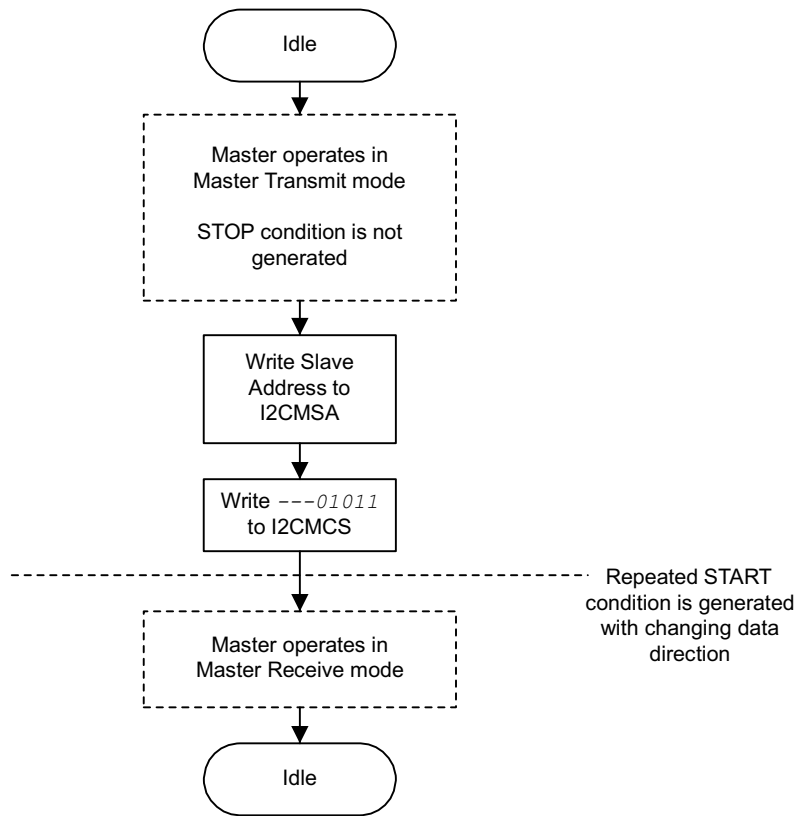 Idle
Master operates in
Master Transmit mode
STOP condition is not
generated
Write Slave
Address to
I2CMSA
Write ---01011
to I2CMCS
Repeated START
condition is generated
with changing data
direction
Master operates in
Master Receive mode
Idle